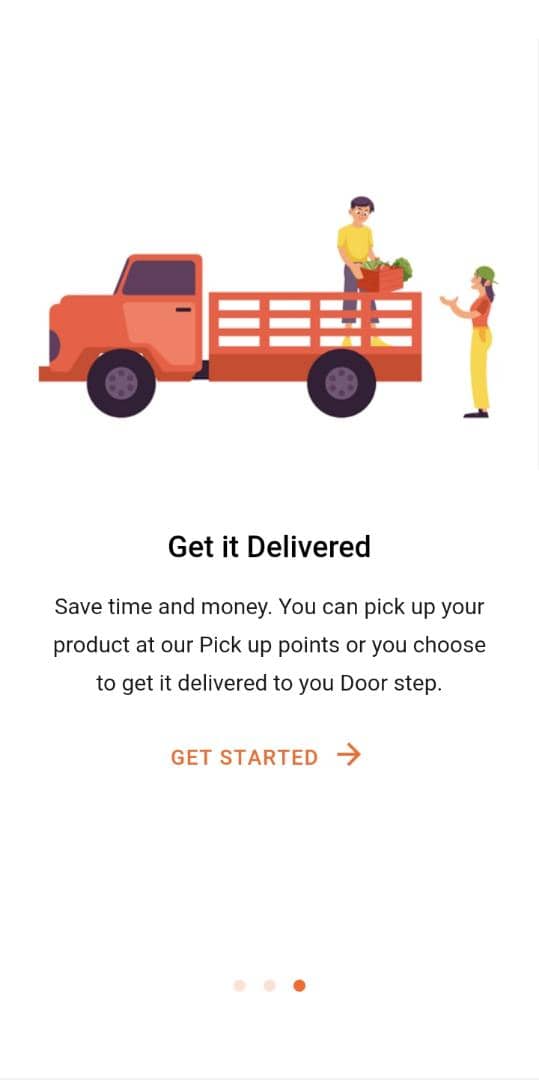 Get it Delivered
Save time and money. You can pick up your
product at our Pick up points or you choose
to get it delivered to you Door step.
GET STARTED